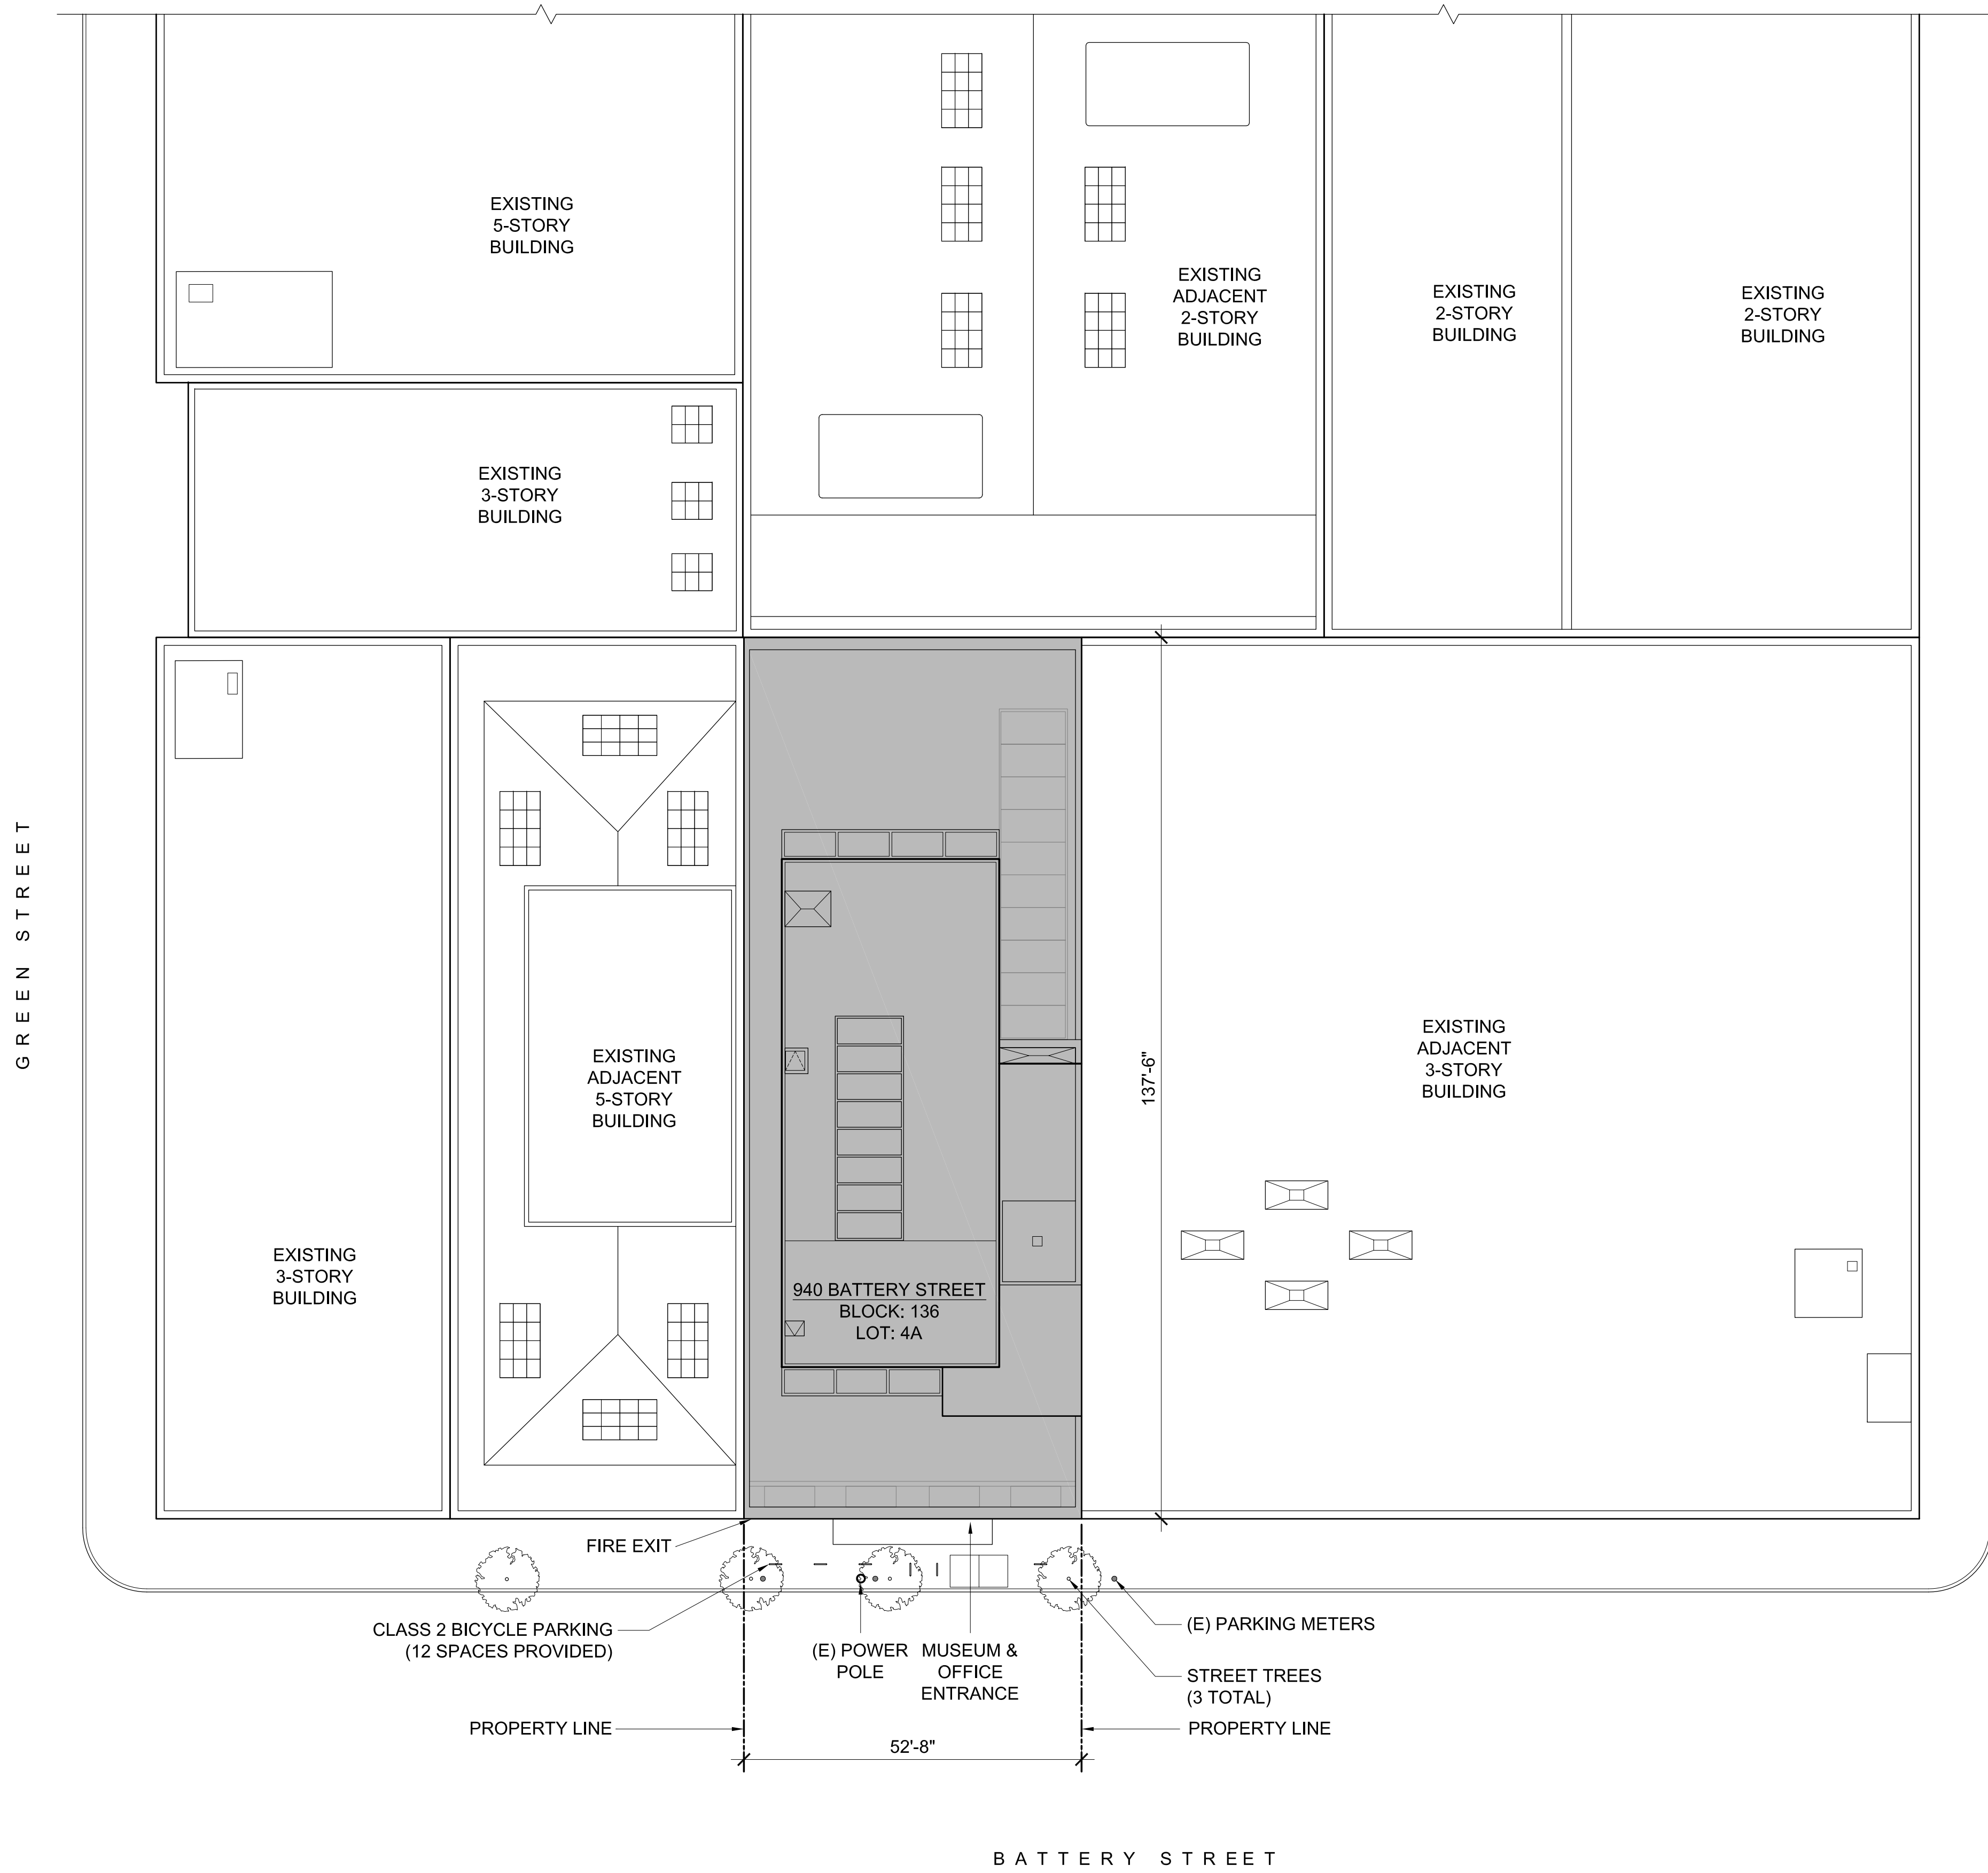 EXISTING
5-STORY
BUILDING
EXISTING
ADJACENT
2-STORY
BUILDING
EXISTING
2-STORY
BUILDING
EXISTING
2-STORY
BUILDING
EXISTING
3-STORY
BUILDING
GREEN STREET
EXISTING
ADJACENT
5-STORY
BUILDING
137'-6"
EXISTING
ADJACENT
3-STORY
BUILDING
EXISTING
3-STORY
BUILDING
940 BATTERY STREET
BLOCK: 136
LOT: 4A
FIRE EXIT
CLASS 2 BICYCLE PARKING
(12 SPACES PROVIDED)
(E) POWER
POLE
MUSEUM &
OFFICE
ENTRANCE
(E) PARKING METERS
STREET TREES
(3 TOTAL)
PROPERTY LINE
PROPERTY LINE
52'-8"
BATTERY STREET